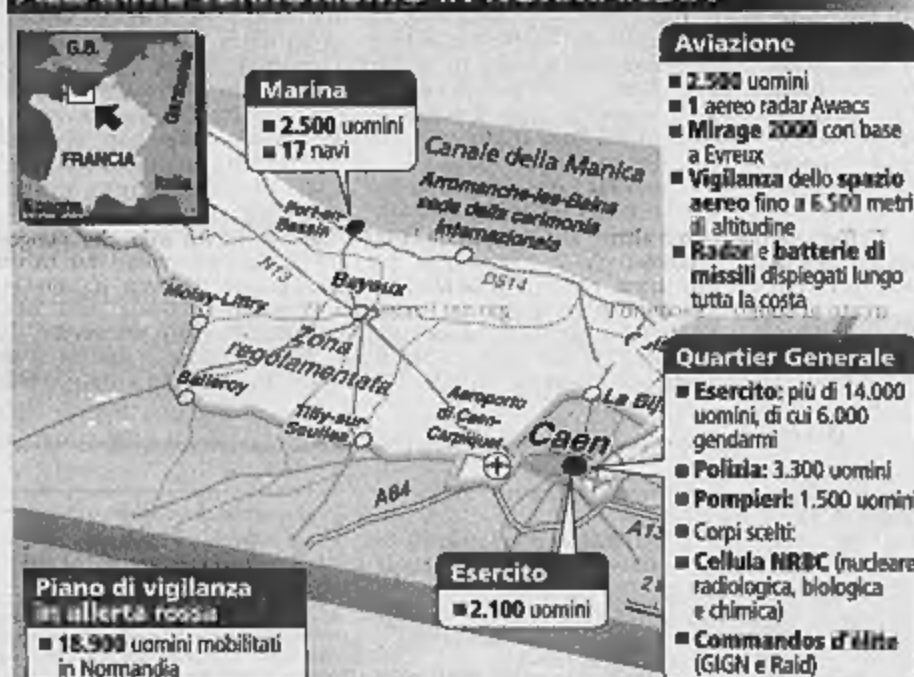 G.B.
Germania
FRANCIA
Italia
Marina
■ 2.500 uomini
■ 17 navi
Canale della Manica
Arromanche-les-Bains
sede della cerimonia
internazionale
Port-en-
Bessin
N13
Bayeux
D514
Molay-Littry
Zona
regolamentata
Balleroy
Tilly-sur-
Seulles
Aeroporto
di Caen-
Carpiquet
Caen
A84
A13
Esercito
■ 2.100 uomini
Piano di vigilanza
in allerta rossa
■ 18.900 uomini mobilitati
in Normandia
Aviazione
■ 2.500 uomini
■ 1 aereo radar Awacs
■ Mirage 2000 con base
a Evreux
■ Vigilanza dello spazio
aereo fino a 6.500 metri
di altitudine
■ Radar e batterie di
missili dispiegati lungo
tutta la costa
Quartier Generale
■ Esercito: più di 14.000
uomini, di cui 6.000
gendarmi
■ Polizia: 3.300 uomini
■ Pompieri: 1.500 uomini
■ Corpi scelti:
■ Cellula NRBC (nucleare
radiologica, biologica
e chimica)
■ Commandos d'élite
(GIGN e Raid)